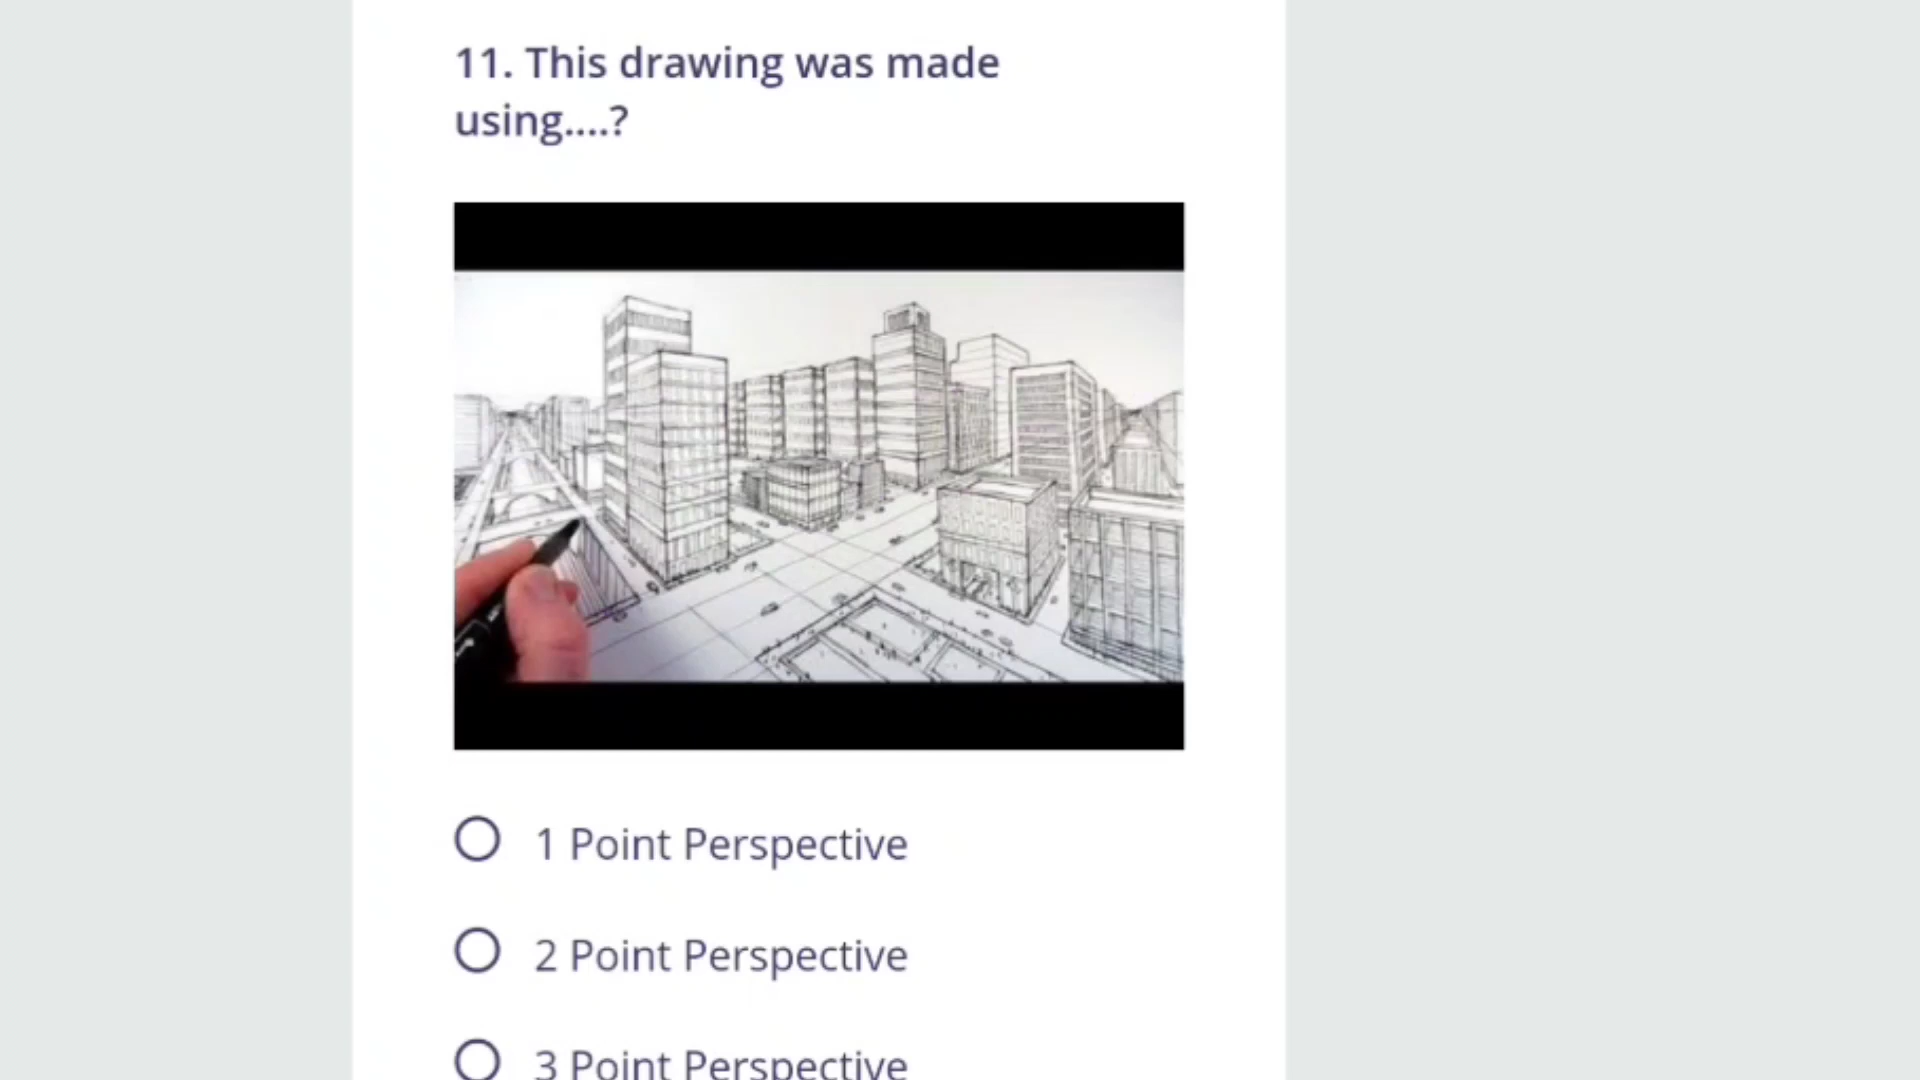 11. This drawing was made
using....?
1 Point Perspective
2 Point Perspective
3 Point Perspective